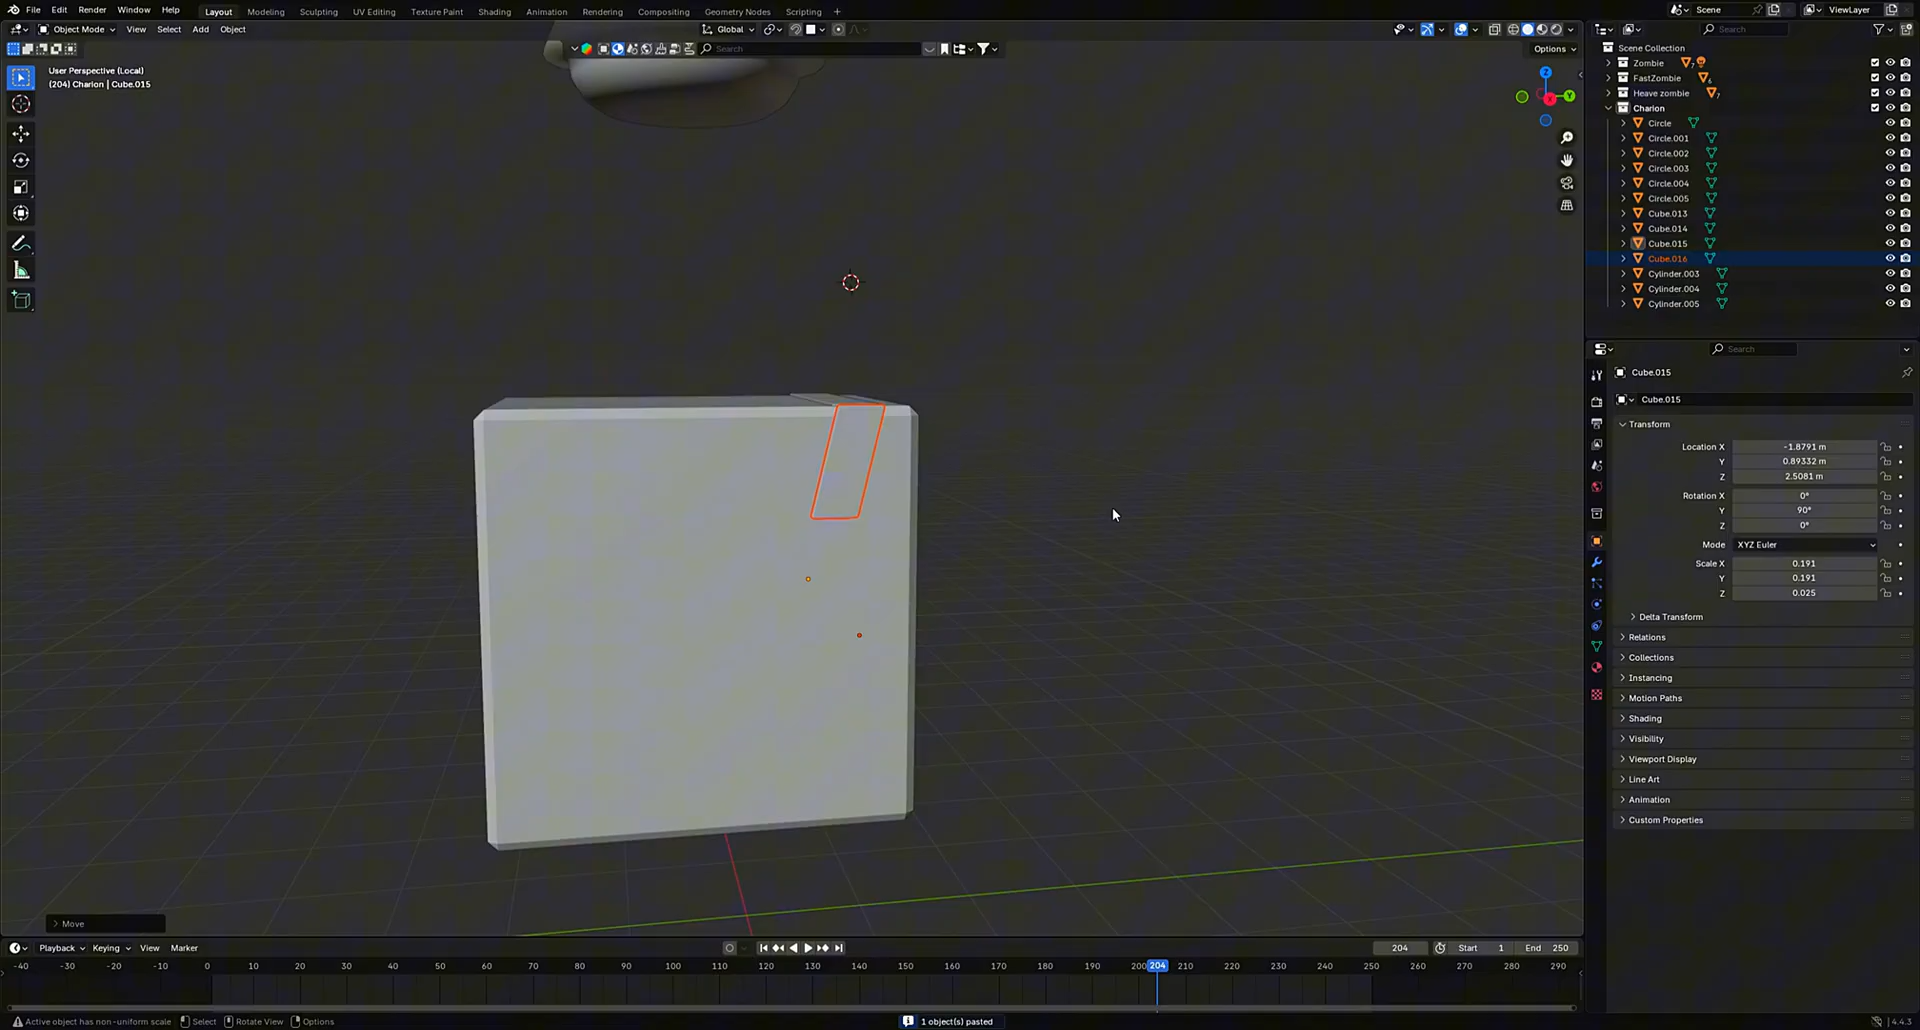 File Edit Render Window Help Layout Modeling Sculpting UV Editing Texture Paint Shading Animation Rendering Compositing Geometry Nodes Scripting + Scene ViewLayer
Object Mode View Select Add Object Global Search
Search Options
User Perspective (Local)
(204) Charion | Cube.015
Z
Y
X
Scene Collection
Zombie 7
FastZombie 6
Heave zombie 7
Charion
Circle
Circle.001
Circle.002
Circle.003
Circle.004
Circle.005
Cube.013
Cube.014
Cube.015
Cube.016
Cylinder.003
Cylinder.004
Cylinder.005
Search
Cube.015
Cube.015
Transform
Location X -1.8791 m
Y 0.89332 m
Z 2.5081 m
Rotation X 0°
Y 90°
Z 0°
Mode XYZ Euler
Scale X 0.191
Y 0.191
Z 0.025
Delta Transform
Relations
Collections
Instancing
Motion Paths
Shading
Visibility
Viewport Display
Line Art
Animation
Custom Properties
Move
Playback Keying View Marker 204 Start 1 End 250
-40 -30 -20 -10 0 10 20 30 40 50 60 70 80 90 100 110 120 130 140 150 160 170 180 190 200 204 210 220 230 240 250 260 270 280 290
Active object has non-uniform scale Select Rotate View Options 1 object(s) pasted 4.4.3